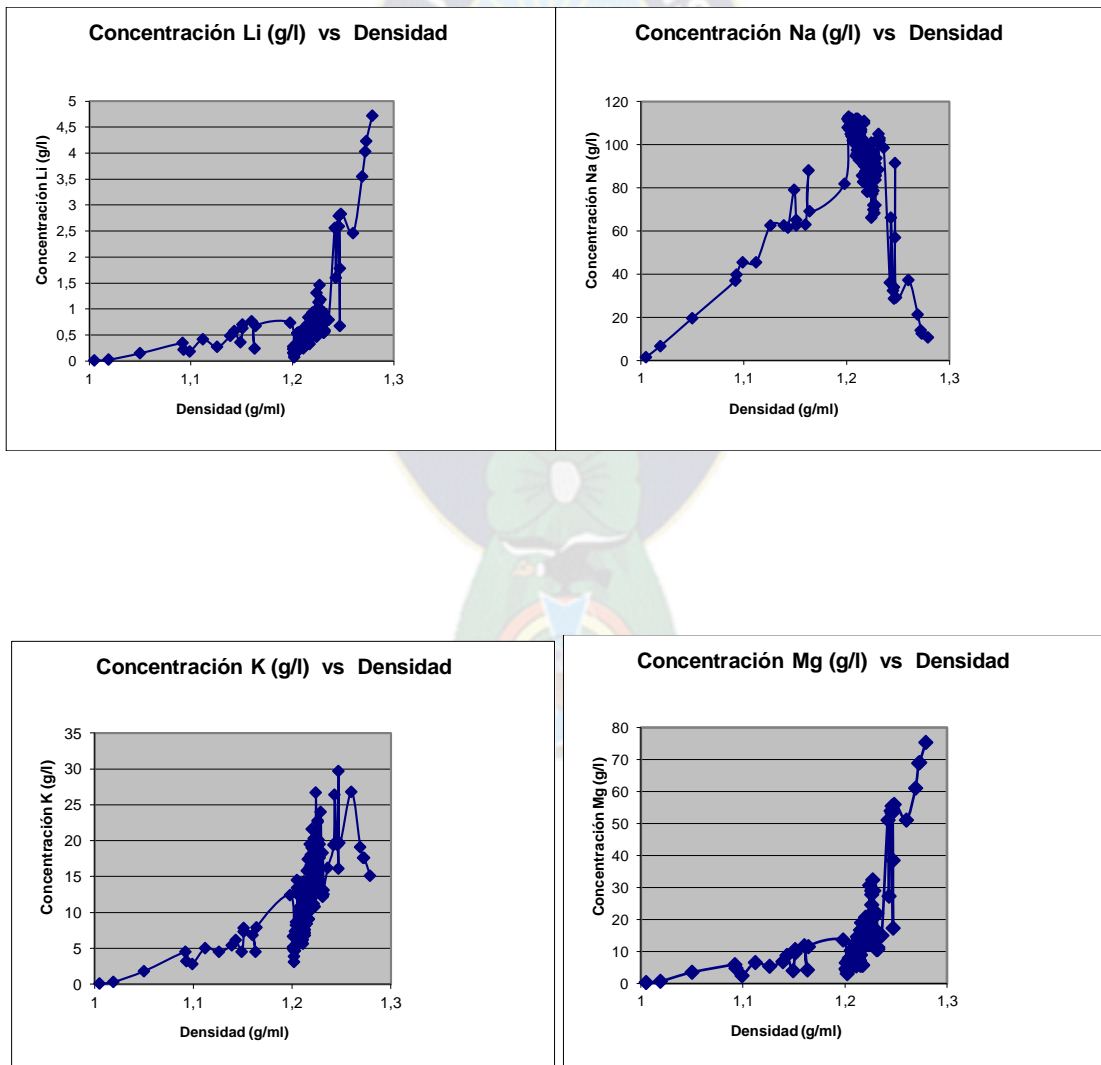 Concentración Li (g/l) vs Densidad
Concentración Li (g/l)
5
4,5
4
3,5
3
2,5
2
1,5
1
0,5
0
1 1,1 1,2 1,3
Densidad (g/ml)
Concentración Na (g/l) vs Densidad
Concentración Na (g/l)
120
100
80
60
40
20
0
1 1,1 1,2 1,3
Densidad (g/ml)
Concentración K (g/l) vs Densidad
Concentración K (g/l)
35
30
25
20
15
10
5
0
1 1,1 1,2 1,3
Densidad (g/ml)
Concentración Mg (g/l) vs Densidad
Concentración Mg (g/l)
80
70
60
50
40
30
20
10
0
1 1,1 1,2 1,3
Densidad (g/ml)